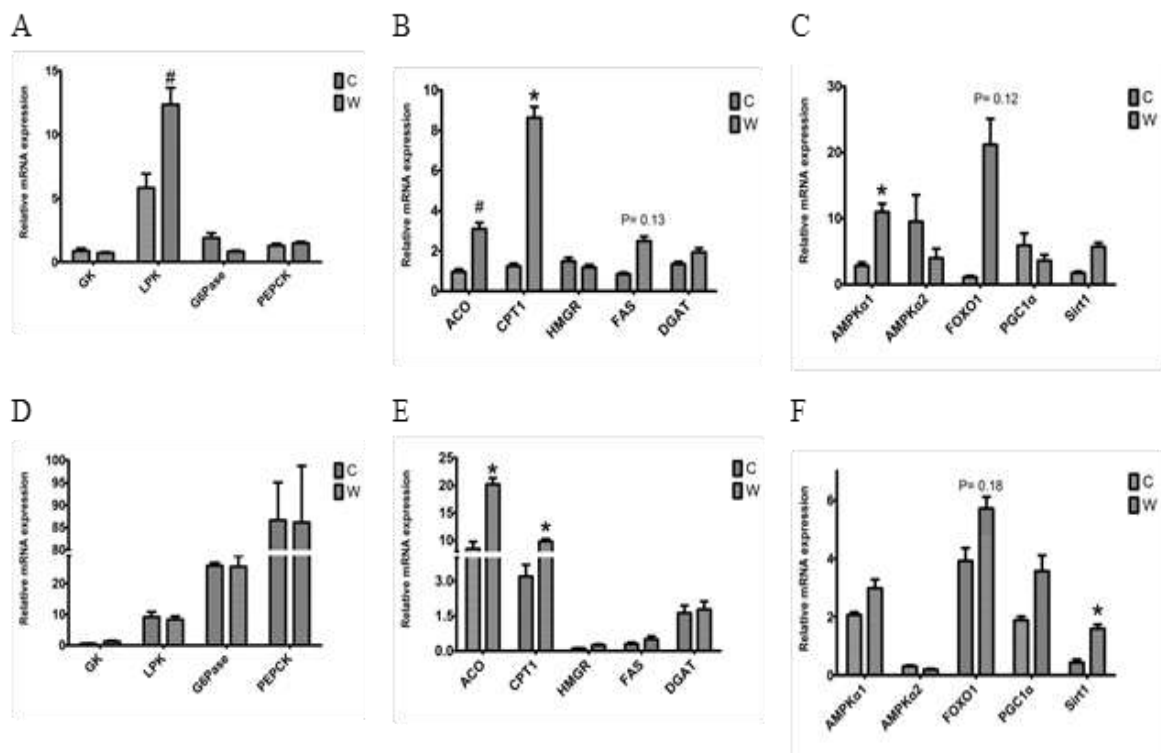 A
B
C
Relative mRNA expression
15
10
5
0
#
C
W
GK
LPK
G6Pase
PEPCK
Relative mRNA expression
10
8
6
4
2
0
#
*
P= 0.13
C
W
ACO
CPT1
HMGR
FAS
DGAT
Relative mRNA expression
30
20
10
0
*
P= 0.12
C
W
AMPKα1
AMPKα2
FOXO1
PGC1α
Sirt1
D
E
F
Relative mRNA expression
100
95
90
85
80
20
10
0
C
W
GK
LPK
G6Pase
PEPCK
Relative mRNA expression
25
20
15
10
3.0
1.5
0.0
*
*
C
W
ACO
CPT1
HMGR
FAS
DGAT
Relative mRNA expression
6
4
2
0
P= 0.18
*
C
W
AMPKα1
AMPKα2
FOXO1
PGC1α
Sirt1